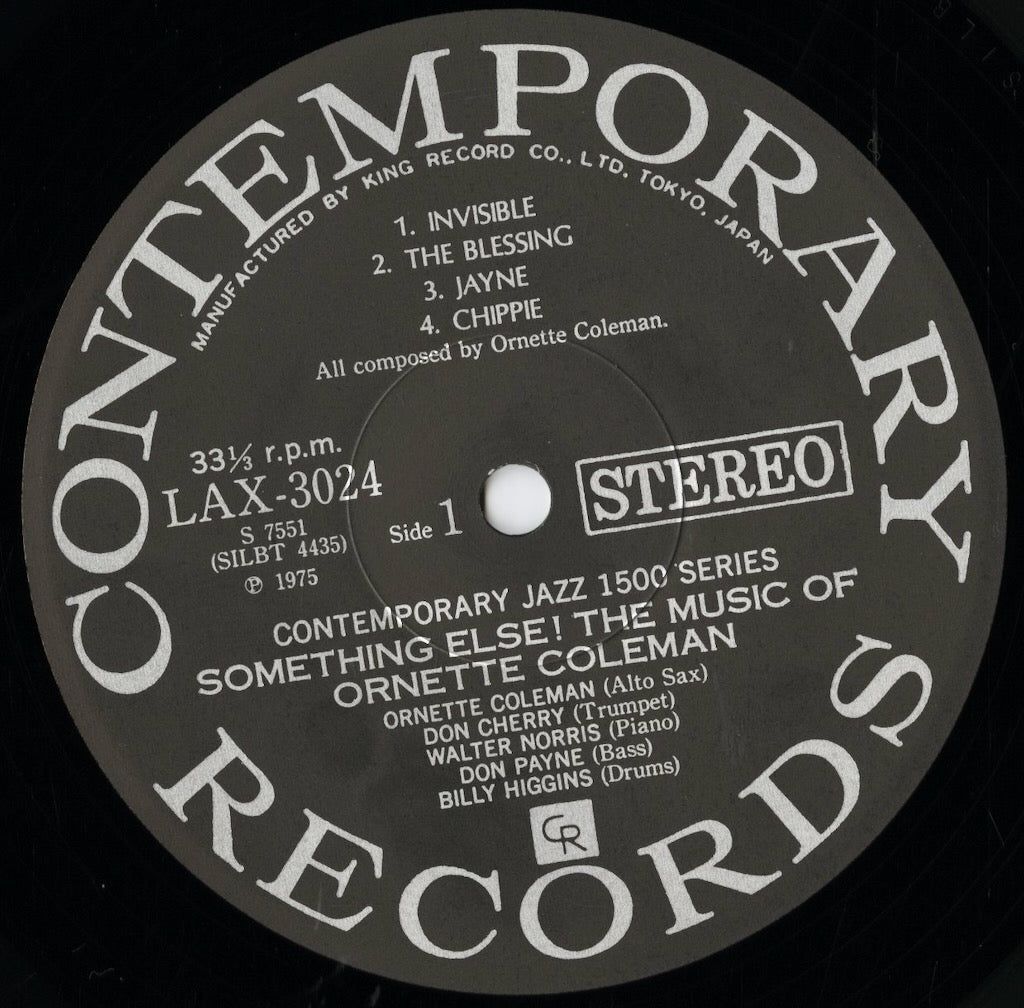 CONTEMPORARY RECORDS
MANUFACTURED BY KING RECORD CO., LTD. TOKYO. JAPAN
1. INVISIBLE
2. THE BLESSING
3. JAYNE
4. CHIPPIE
All composed by Ornette Coleman.
33⅓ r.p.m.
LAX-3024
S 7551
(SILBT 4435)
℗ 1975
Side 1
STEREO
CONTEMPORARY JAZZ 1500 SERIES
SOMETHING ELSE! THE MUSIC OF
ORNETTE COLEMAN
ORNETTE COLEMAN (Alto Sax)
DON CHERRY (Trumpet)
WALTER NORRIS (Piano)
DON PAYNE (Bass)
BILLY HIGGINS (Drums)
CR